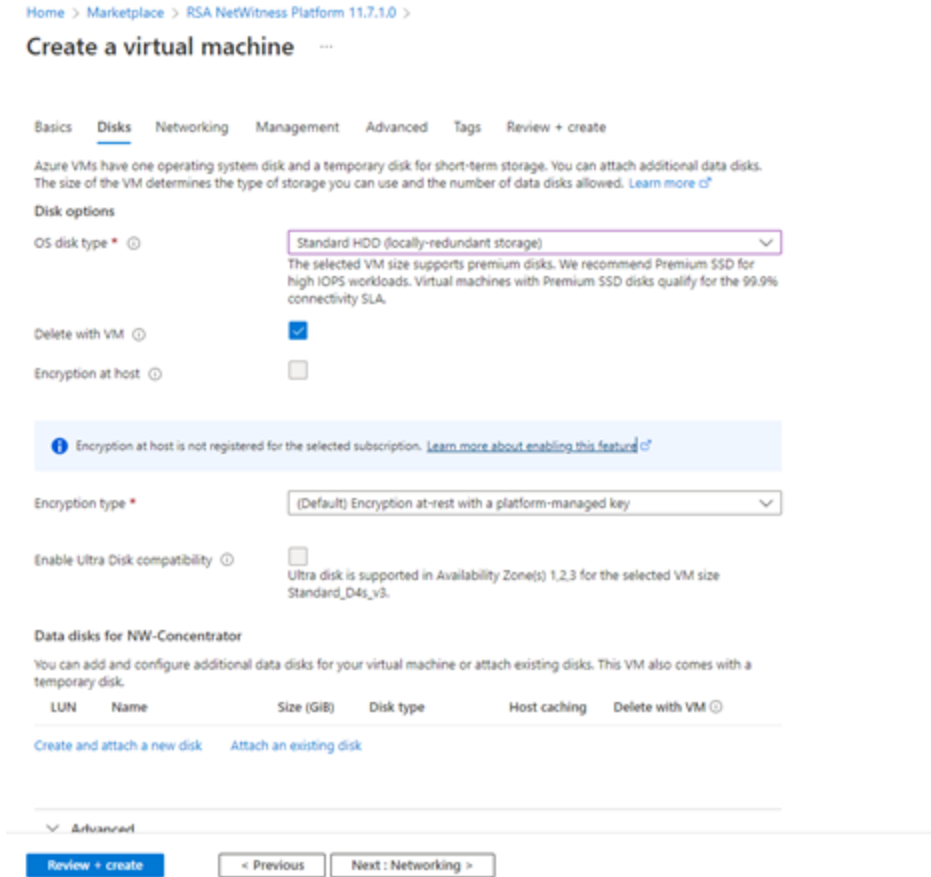 Home > Marketplace > RSA NetWitness Platform 11.7.1.0 >
Create a virtual machine ...
Basics Disks Networking Management Advanced Tags Review + create
Azure VMs have one operating system disk and a temporary disk for short-term storage. You can attach additional data disks.
The size of the VM determines the type of storage you can use and the number of data disks allowed. Learn more
Disk options
OS disk type * Standard HDD (locally-redundant storage)
The selected VM size supports premium disks. We recommend Premium SSD for
high IOPS workloads. Virtual machines with Premium SSD disks qualify for the 99.9%
connectivity SLA.
Delete with VM
Encryption at host
Encryption at host is not registered for the selected subscription. Learn more about enabling this feature
Encryption type * (Default) Encryption at-rest with a platform-managed key
Enable Ultra Disk compatibility
Ultra disk is supported in Availability Zone(s) 1,2,3 for the selected VM size
Standard_D4s_v3.
Data disks for NW-Concentrator
You can add and configure additional data disks for your virtual machine or attach existing disks. This VM also comes with a
temporary disk.
LUN Name Size (GiB) Disk type Host caching Delete with VM
Create and attach a new disk Attach an existing disk
Advanced
Review + create < Previous Next : Networking >